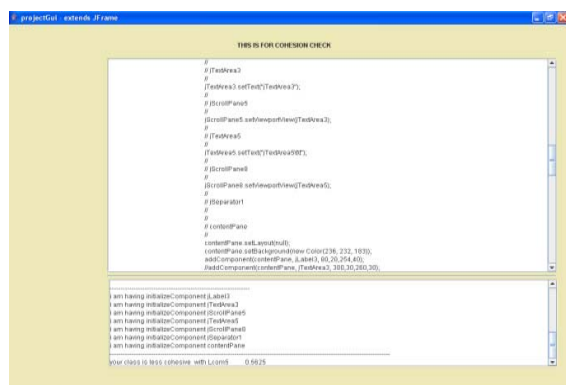 projectGui - extends JFrame
THIS IS FOR COHESION CHECK
//
// jTextArea3
//
jTextArea3.setText("jTextArea3");
//
// jScrollPane5
//
jScrollPane5.setViewportView(jTextArea3);
//
// jTextArea5
//
jTextArea5.setText("jTextArea5\n");
//
// jScrollPane8
//
jScrollPane8.setViewportView(jTextArea5);
//
// jSeparator1
//
//
// contentPane
//
contentPane.setLayout(null);
contentPane.setBackground(new Color(236, 232, 183));
addComponent(contentPane, jLabel3, 60,20,254,40);
//addComponent(contentPane, jTextArea3, 300,30,260,30);
i am having initializeComponent jLabel3
i am having initializeComponent jTextArea3
i am having initializeComponent jScrollPane5
i am having initializeComponent jTextArea5
i am having initializeComponent jScrollPane8
i am having initializeComponent jSeparator1
i am having initializeComponent contentPane
your class is less cohesive with Lcom5 0.5625